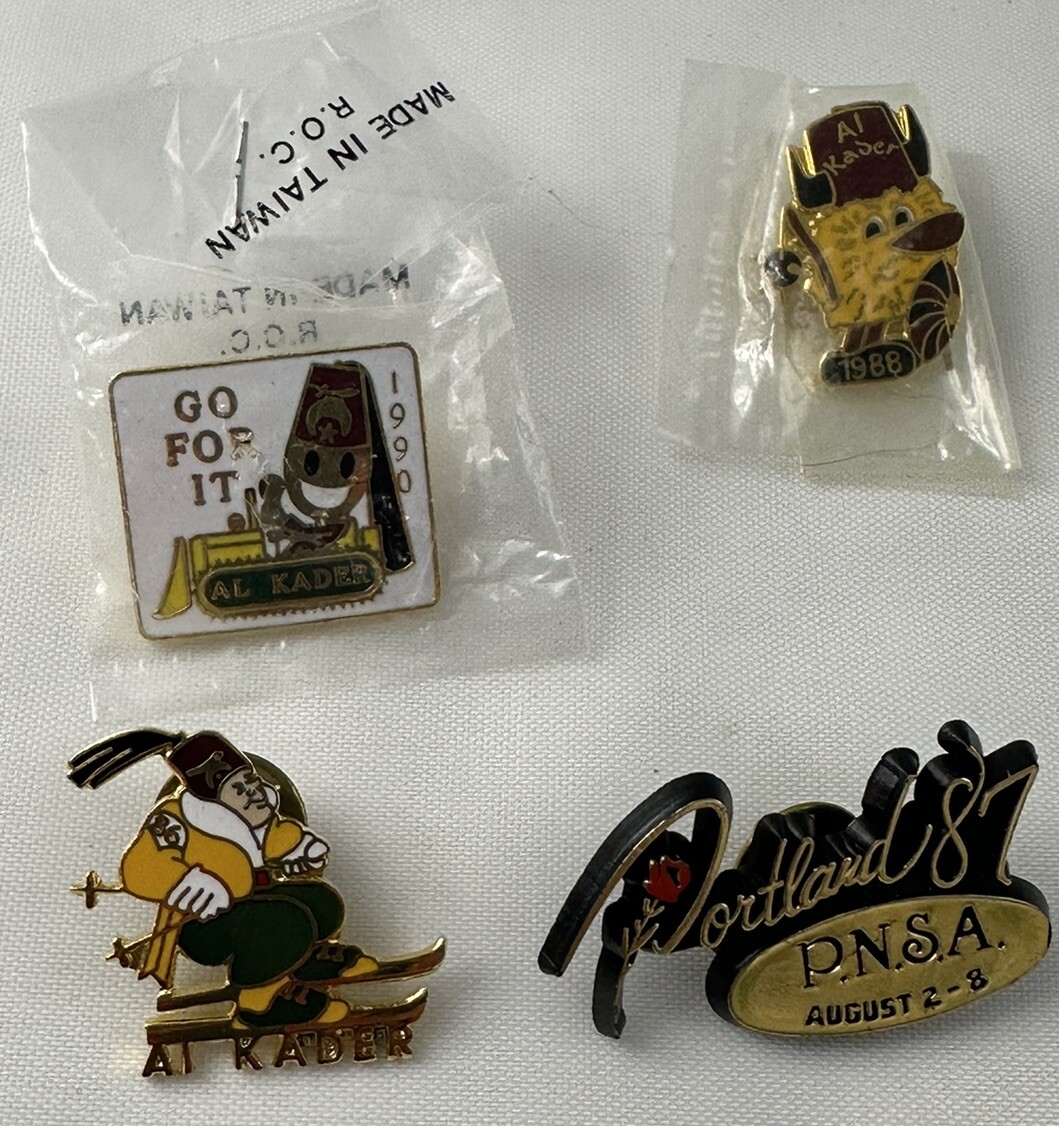 MADE IN TAIWAN
R.O.C.
MADE IN TAIWAN
R.O.C.
GO
FOR
IT
1990
AL KADER
Al
Kader
1988
86
Al KADER
Portland '87
P.N.S.A.
AUGUST 2-8